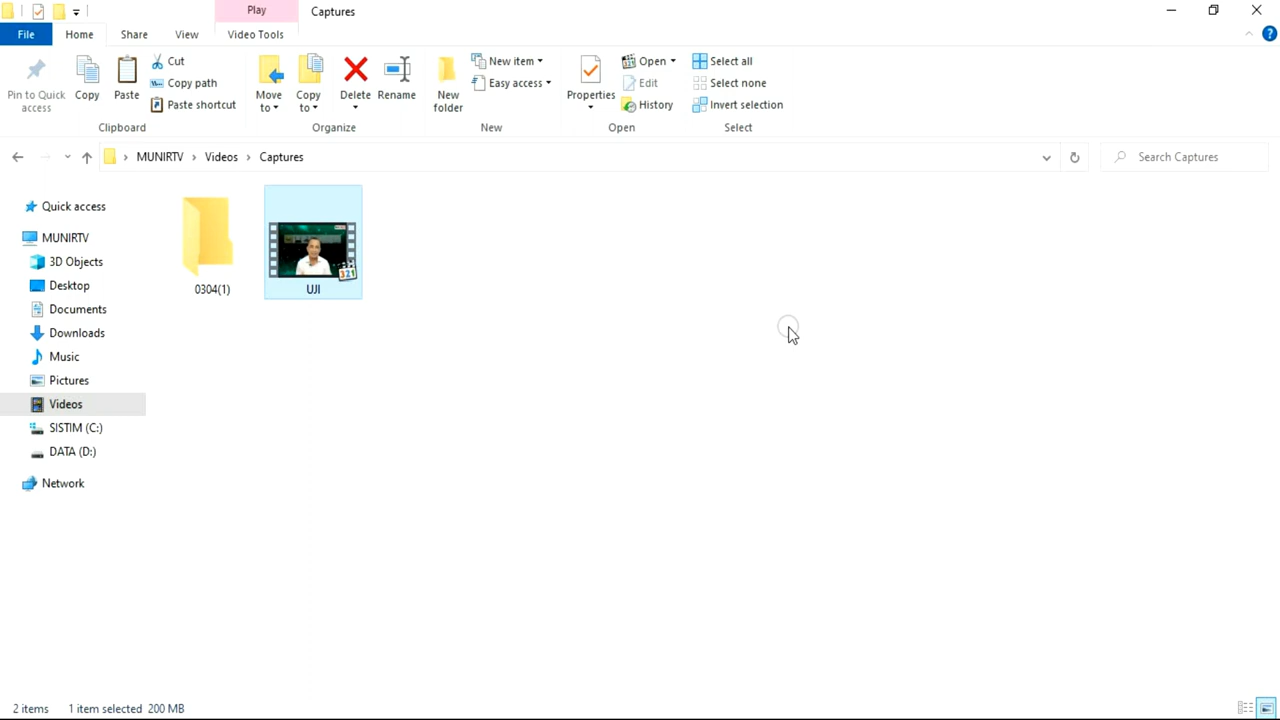 Play
Captures
File
Home
Share
View
Video Tools
Pin to Quick access
Copy
Paste
Cut
Copy path
Paste shortcut
Clipboard
Move to
Copy to
Delete
Rename
Organize
New folder
New item
Easy access
New
Properties
Open
Edit
History
Open
Select all
Select none
Invert selection
Select
MUNIRTV
Videos
Captures
Search Captures
Quick access
MUNIRTV
3D Objects
Desktop
Documents
Downloads
Music
Pictures
Videos
SISTIM (C:)
DATA (D:)
Network
0304(1)
321
UJI
2 items
1 item selected 200 MB